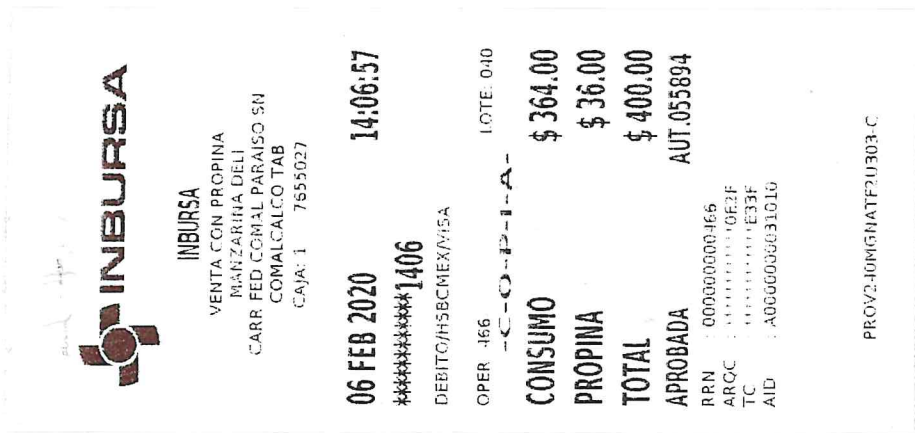 INBURSA
INBURSA
VENTA CON PROPINA
MANZARINA DELI
CARR FED COMAL PARAISO SN
COMALCALCO TAB
CAJA: 1 7655027
06 FEB 2020 14:06:57
************1406
DEBITO/HSBCMEX/VISA
OPER 466 LOTE: 040
-C-O-P-I-A-
CONSUMO $ 364.00
PROPINA $ 36.00
TOTAL $ 400.00
APROBADA AUT.055894
RRN : 000000000466
ARQC :
TC :
AID : A0000000031010